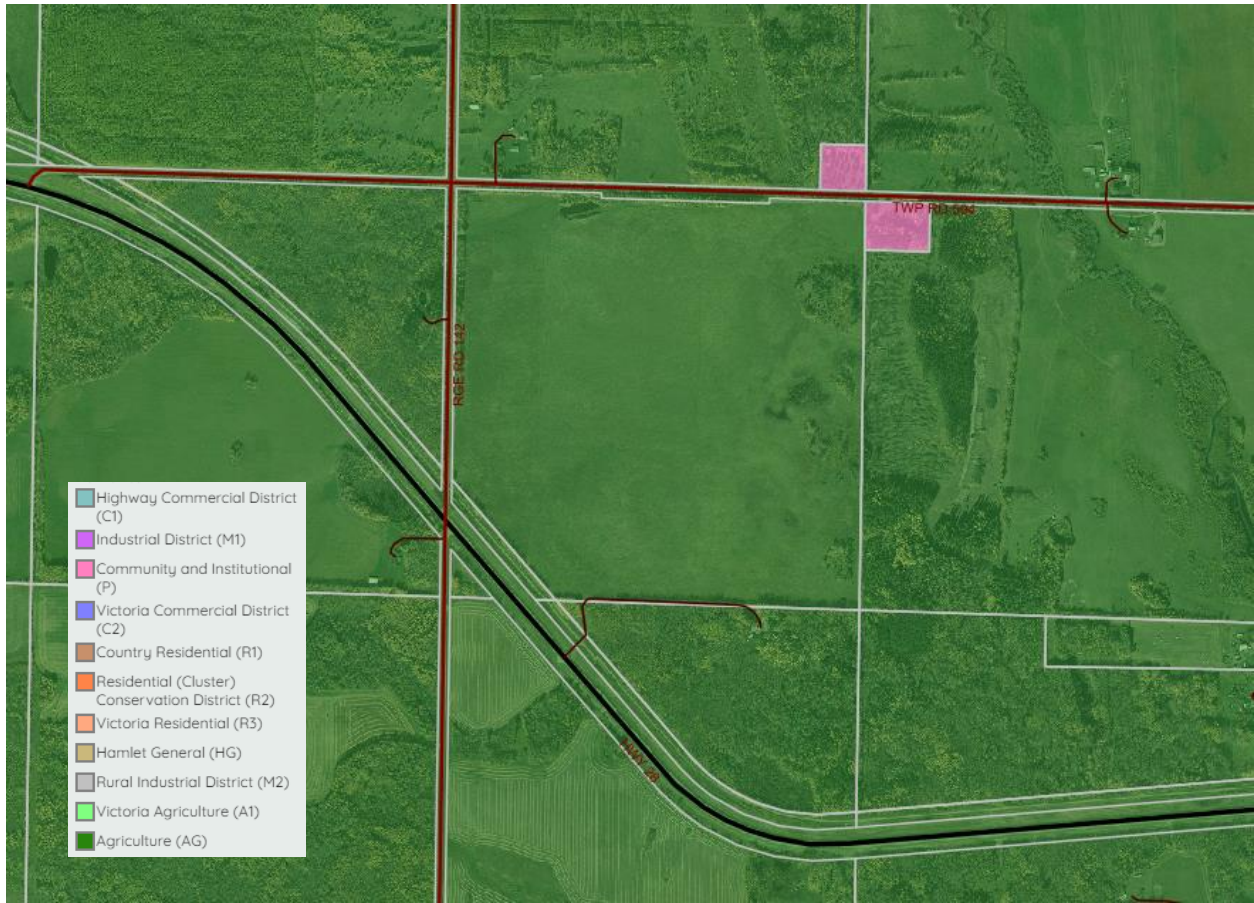 TWP RD 594
RGE RD 142
Highway Commercial District
(C1)
Industrial District (M1)
Community and Institutional
(P)
Victoria Commercial District
(C2)
Country Residential (R1)
Residential (Cluster)
Conservation District (R2)
Victoria Residential (R3)
Hamlet General (HG)
Rural Industrial District (M2)
Victoria Agriculture (A1)
Agriculture (AG)
HWY 28